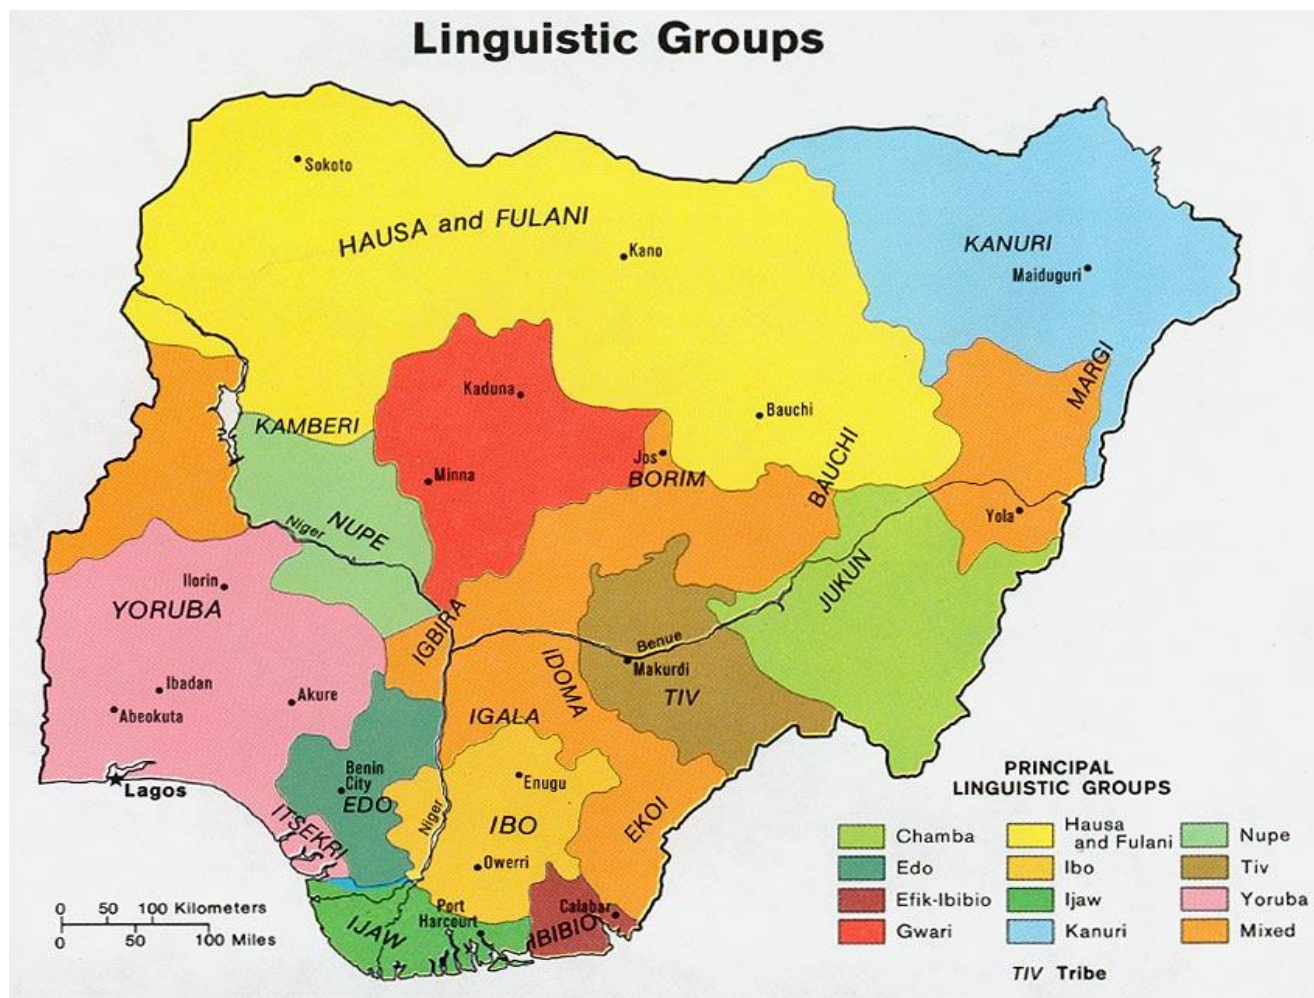 Linguistic Groups
Sokoto
HAUSA and FULANI
Kano
KANURI
Maiduguri
MARGI
Kaduna
Bauchi
KAMBERI
BAUCHI
Jos
BORIM
Minna
Yola
NUPE
Niger
JUKUN
Ilorin
YORUBA
IGBIRA
Benue
Makurdi
IDOMA
TIV
Ibadan
Akure
Abeokuta
IGALA
Lagos
Benin
City
EDO
Enugu
ITSEKRI
Niger
IBO
EKOI
Owerri
Port
Harcourt
Calabar
IJAW
IBIBIO
0 50 100 Kilometers
0 50 100 Miles
PRINCIPAL
LINGUISTIC GROUPS
Chamba
Edo
Efik-Ibibio
Gwari
Hausa
and Fulani
Ibo
Ijaw
Kanuri
Nupe
Tiv
Yoruba
Mixed
TIV Tribe